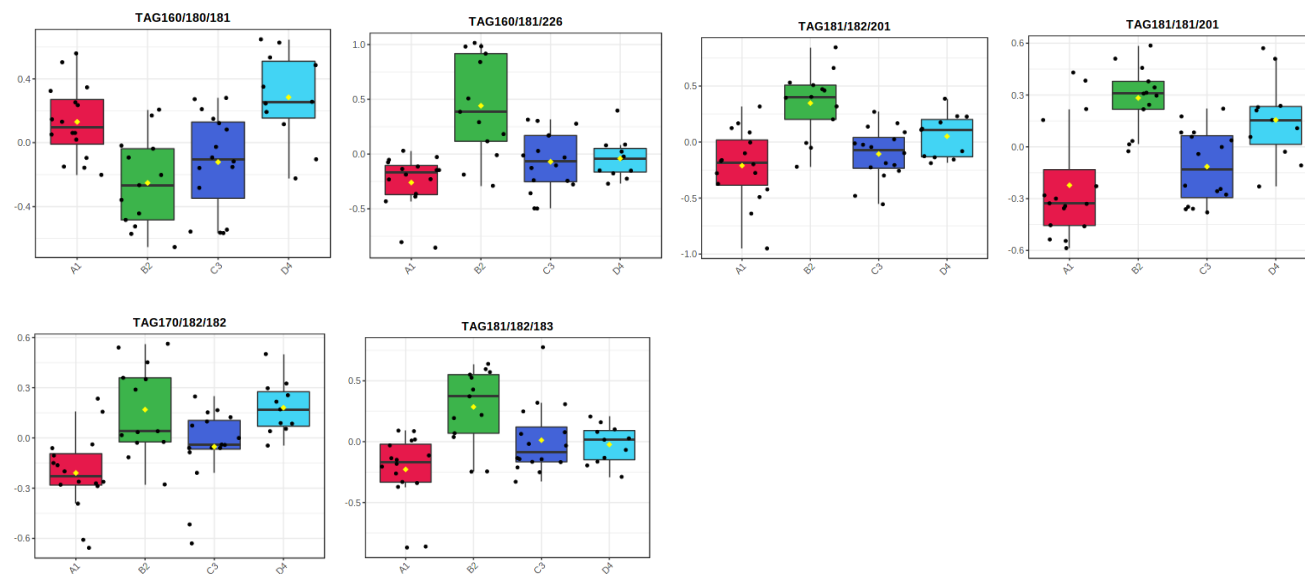 TAG160/180/181
0.4
0.0
-0.4
A1
B2
C3
D4
TAG160/181/226
1.0
0.5
0.0
-0.5
A1
B2
C3
D4
TAG181/182/201
0.5
0.0
-0.5
-1.0
A1
B2
C3
D4
TAG181/181/201
0.6
0.3
0.0
-0.3
-0.6
A1
B2
C3
D4
TAG170/182/182
0.6
0.3
0.0
-0.3
-0.6
A1
B2
C3
D4
TAG181/182/183
0.5
0.0
-0.5
A1
B2
C3
D4